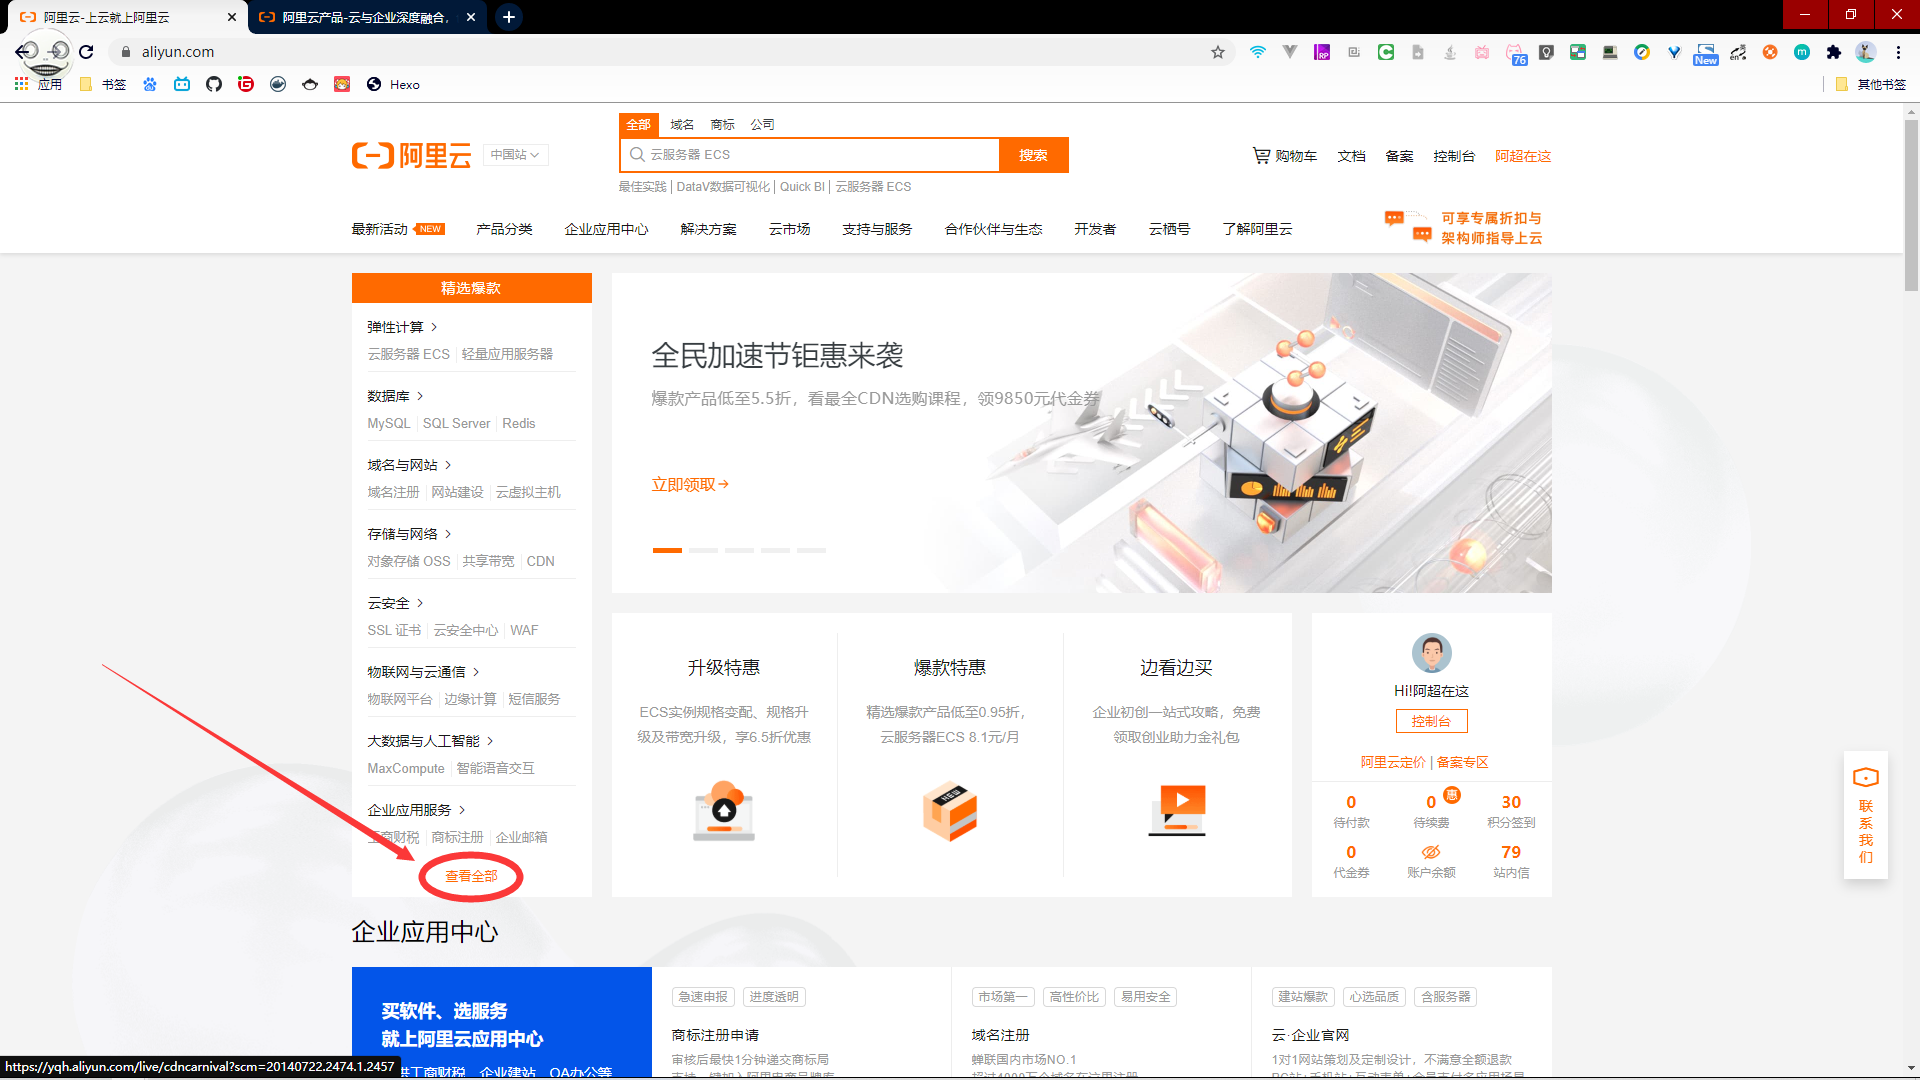 阿里云-上云就上阿里云
阿里云产品-云与企业深度融合,
aliyun.com
76
New
应用
书签
Hexo
其他书签
全部 域名 商标 公司
阿里云
中国站
云服务器 ECS
搜索
购物车 文档 备案 控制台 阿超在这
最佳实践 | DataV数据可视化 | Quick BI | 云服务器 ECS
最新活动 NEW 产品分类 企业应用中心 解决方案 云市场 支持与服务 合作伙伴与生态 开发者 云栖号 了解阿里云
可享专属折扣与
架构师指导上云
精选爆款
弹性计算
云服务器 ECS 轻量应用服务器
数据库
MySQL SQL Server Redis
域名与网站
域名注册 网站建设 云虚拟主机
存储与网络
对象存储 OSS 共享带宽 CDN
云安全
SSL 证书 云安全中心 WAF
物联网与云通信
物联网平台 边缘计算 短信服务
大数据与人工智能
MaxCompute 智能语音交互
企业应用服务
工商财税 商标注册 企业邮箱
查看全部
全民加速节钜惠来袭
爆款产品低至5.5折，看最全CDN选购课程，领9850元代金券
立即领取
升级特惠
ECS实例规格变配、规格升
级及带宽升级，享6.5折优惠
爆款特惠
精选爆款产品低至0.95折，
云服务器ECS 8.1元/月
NEW
边看边买
企业初创一站式攻略，免费
领取创业助力金礼包
Hi!阿超在这
控制台
阿里云定价 | 备案专区
0 0 惠 30
待付款 待续费 积分签到
0 79
代金券 账户余额 站内信
联
系
我
们
企业应用中心
买软件、选服务
就上阿里云应用中心
供工商财税、企业建站、OA办公等
急速申报 进度透明
商标注册申请
审核后最快1分钟递交商标局
市场第一 高性价比 易用安全
域名注册
蝉联国内市场NO.1
建站爆款 心选品质 含服务器
云·企业官网
1对1网站策划及定制设计，不满意全额退款
https://yqh.aliyun.com/live/cdncarnival?scm=20140722.2474.1.2457